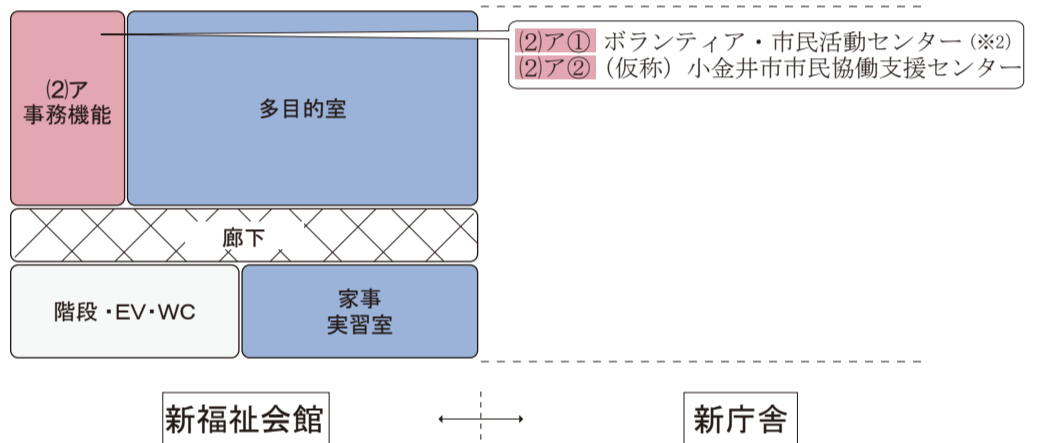 (2)ア① ボランティア・市民活動センター(※2)
(2)ア②(仮称)小金井市市民協働支援センター
(2)ア
事務機能
多目的室
廊下
階段・EV・WC
家事
実習室
新福祉会館
新庁舎